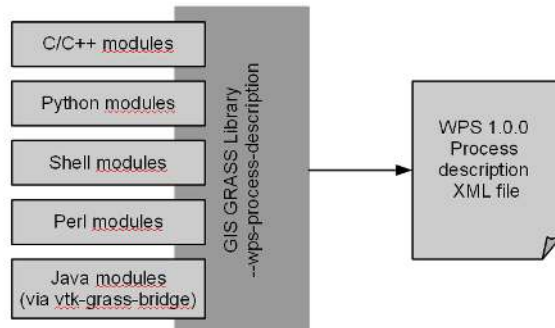 C/C++ modules
Python modules
Shell modules
Perl modules
Java modules
(via vtk-grass-bridge)
GIS GRASS Library
--wps-process-description
WPS 1.0.0
Process
description
XML file